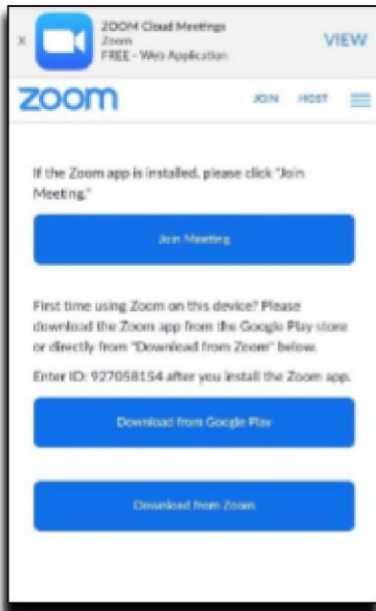 x
ZOOM Cloud Meetings
Zoom
FREE - Web Application
VIEW
zoom
JOIN HOST
If the Zoom app is installed, please click "Join
Meeting."
Join Meeting
First time using Zoom on this device? Please
download the Zoom app from the Google Play store
or directly from "Download from Zoom" below.
Enter ID: 927058154 after you install the Zoom app.
Download from Google Play
Download from Zoom